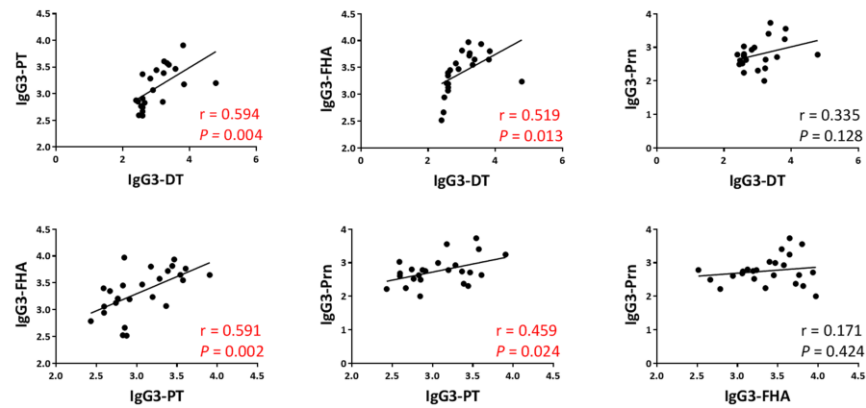 4.5
4.0
3.5
3.0
2.5
2.0
IgG3-PT
0
2
4
6
IgG3-DT
r = 0.594
P = 0.004
4.5
4.0
3.5
3.0
2.5
2.0
IgG3-FHA
0
2
4
6
IgG3-DT
r = 0.519
P = 0.013
4
3
2
1
0
IgG3-Prn
0
2
4
6
IgG3-DT
r = 0.335
P = 0.128
4.5
4.0
3.5
3.0
2.5
2.0
IgG3-FHA
2.0
2.5
3.0
3.5
4.0
4.5
IgG3-PT
r = 0.591
P = 0.002
4
3
2
1
0
IgG3-Prn
2.0
2.5
3.0
3.5
4.0
4.5
IgG3-PT
r = 0.459
P = 0.024
4
3
2
1
0
IgG3-Prn
2.0
2.5
3.0
3.5
4.0
4.5
IgG3-FHA
r = 0.171
P = 0.424